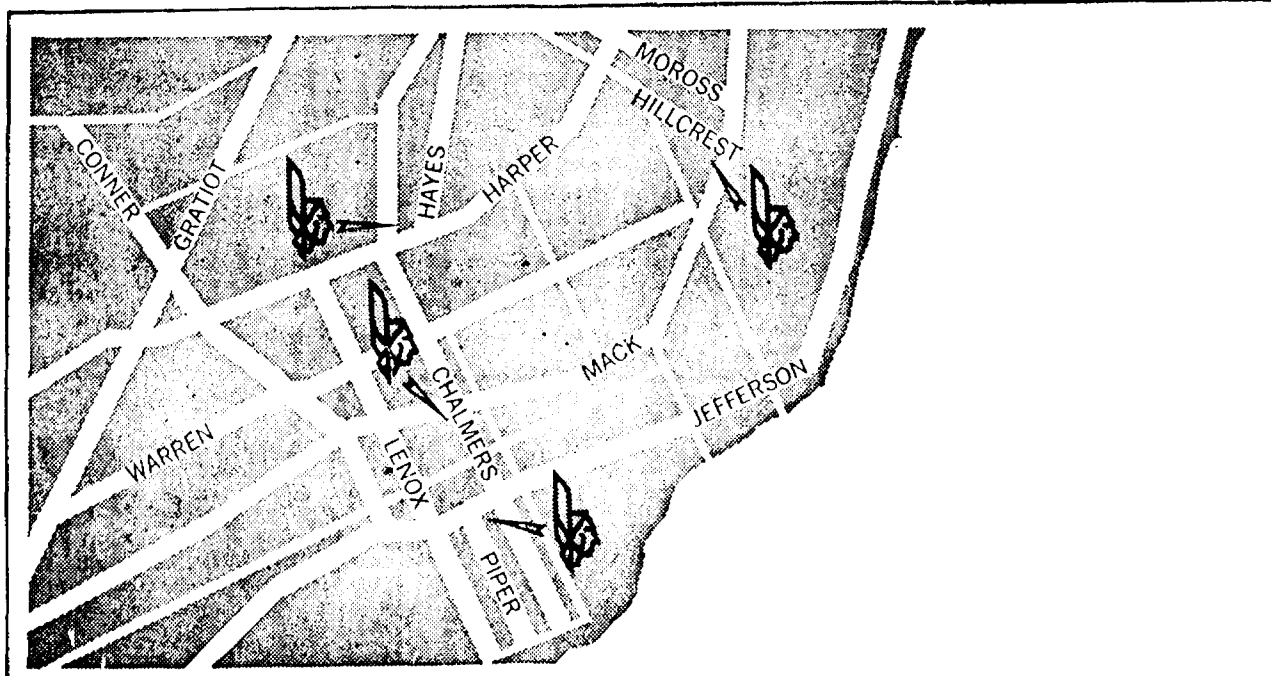 MOROSS
HILLCREST
CONNER
GRATIOT
HAYES
HARPER
MACK
JEFFERSON
CHALMERS
WARREN
LENOX
PIPER